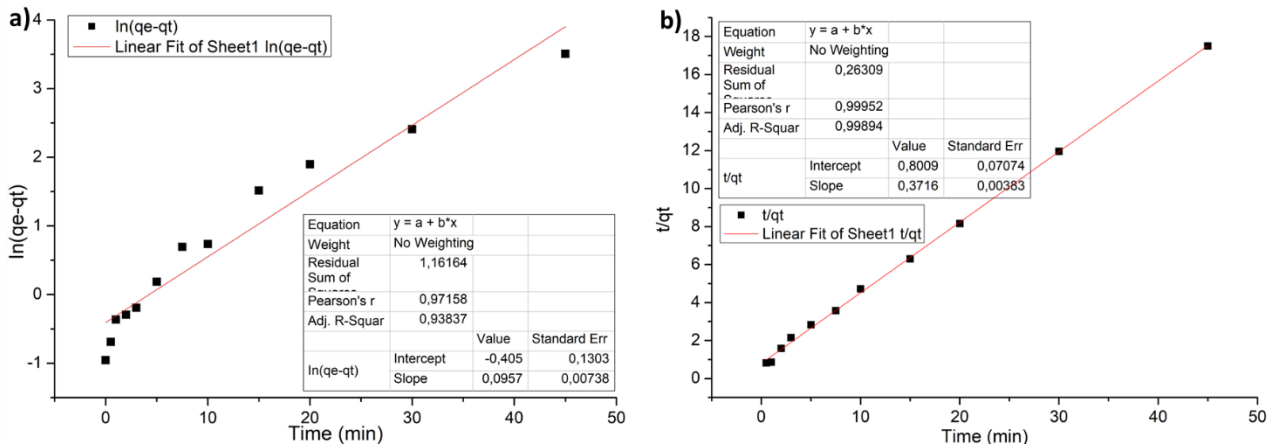 a)
ln(qe-qt)
Linear Fit of Sheet1 ln(qe-qt)
4
3
2
1
0
-1
ln(qe-qt)
Equation y = a + b*x
Weight No Weighting
Residual 1,16164
Sum of
Pearson's r 0,97158
Adj. R-Squar 0,93837
Value Standard Err
ln(qe-qt) Intercept -0,405 0,1303
Slope 0,0957 0,00738
0 10 20 30 40 50
Time (min)
b)
Equation y = a + b*x
Weight No Weighting
Residual 0,26309
Sum of
Pearson's r 0,99952
Adj. R-Squar 0,99894
Value Standard Err
t/qt Intercept 0,8009 0,07074
Slope 0,3716 0,00383
t/qt
Linear Fit of Sheet1 t/qt
18
16
14
12
10
8
6
4
2
0
t/qt
0 10 20 30 40 50
Time (min)